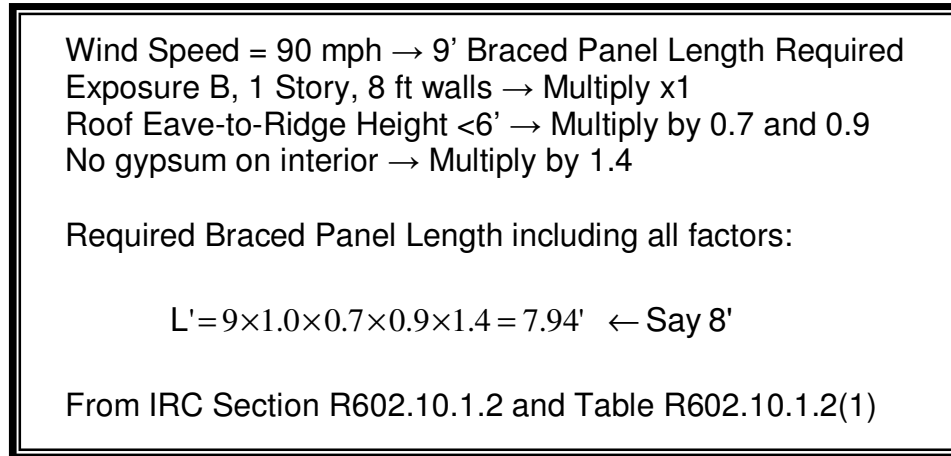 Wind Speed = 90 mph → 9’ Braced Panel Length Required
Exposure B, 1 Story, 8 ft walls → Multiply x1
Roof Eave-to-Ridge Height <6’ → Multiply by 0.7 and 0.9
No gypsum on interior → Multiply by 1.4
Required Braced Panel Length including all factors:
L'=9×1.0×0.7×0.9×1.4=7.94' ← Say 8'
From IRC Section R602.10.1.2 and Table R602.10.1.2(1)